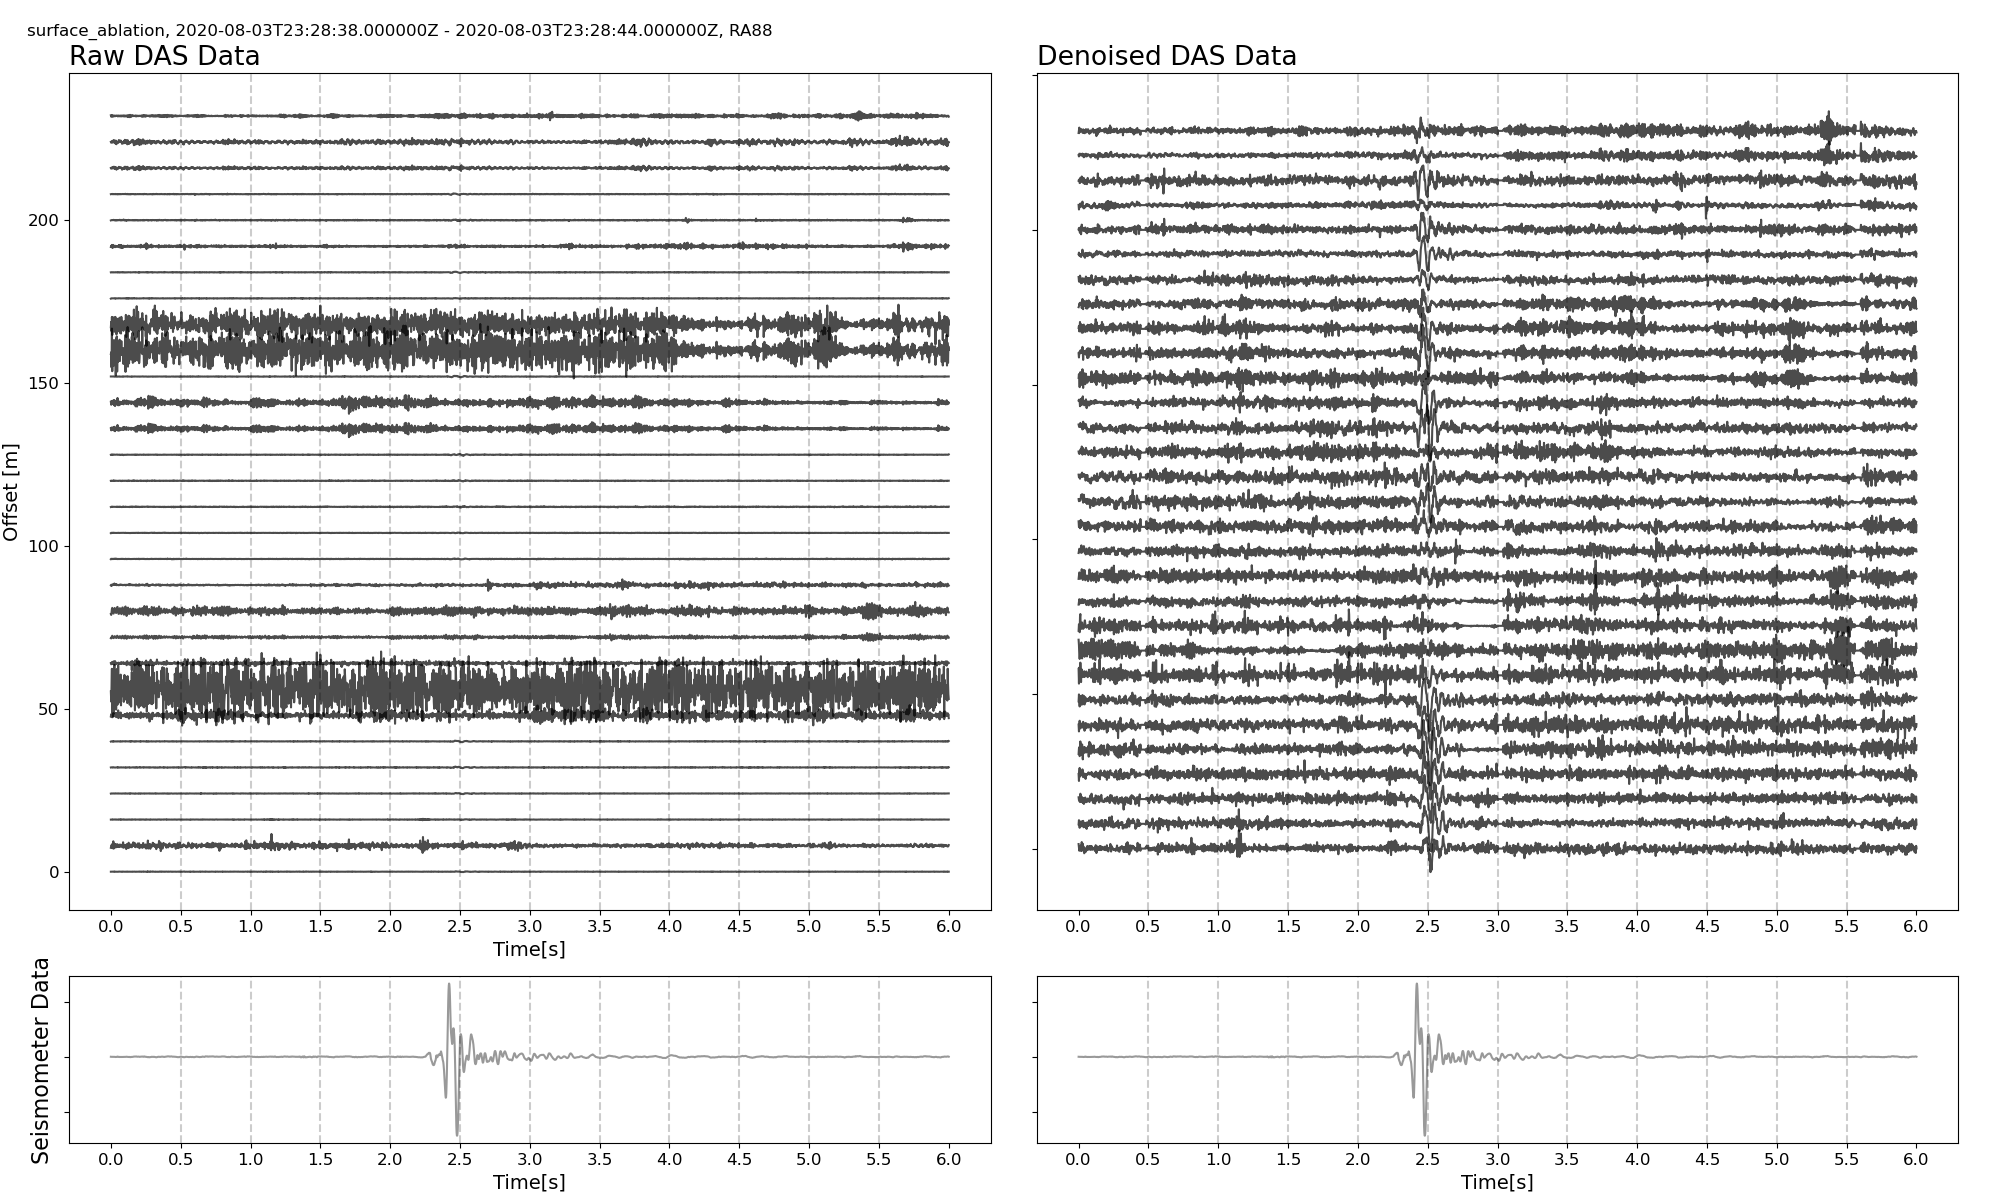 surface_ablation, 2020-08-03T23:28:38.000000Z - 2020-08-03T23:28:44.000000Z, RA88
Raw DAS Data
Denoised DAS Data
Offset [m]
200
150
100
50
0
0.0 0.5 1.0 1.5 2.0 2.5 3.0 3.5 4.0 4.5 5.0 5.5 6.0
Time[s]
0.0 0.5 1.0 1.5 2.0 2.5 3.0 3.5 4.0 4.5 5.0 5.5 6.0
Seismometer Data
0.0 0.5 1.0 1.5 2.0 2.5 3.0 3.5 4.0 4.5 5.0 5.5 6.0
Time[s]
0.0 0.5 1.0 1.5 2.0 2.5 3.0 3.5 4.0 4.5 5.0 5.5 6.0
Time[s]